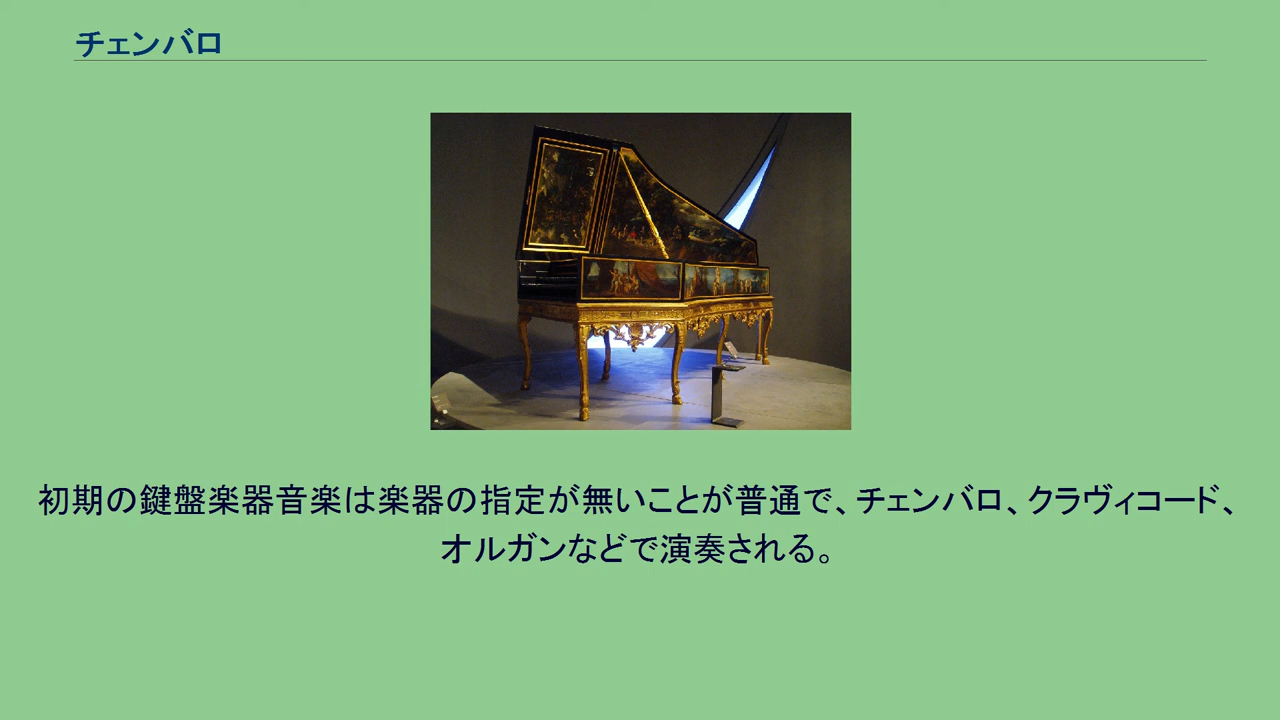 チェンバロ
初期の鍵盤楽器音楽は楽器の指定が無いことが普通で、チェンバロ、クラヴィコード、
オルガンなどで演奏される。